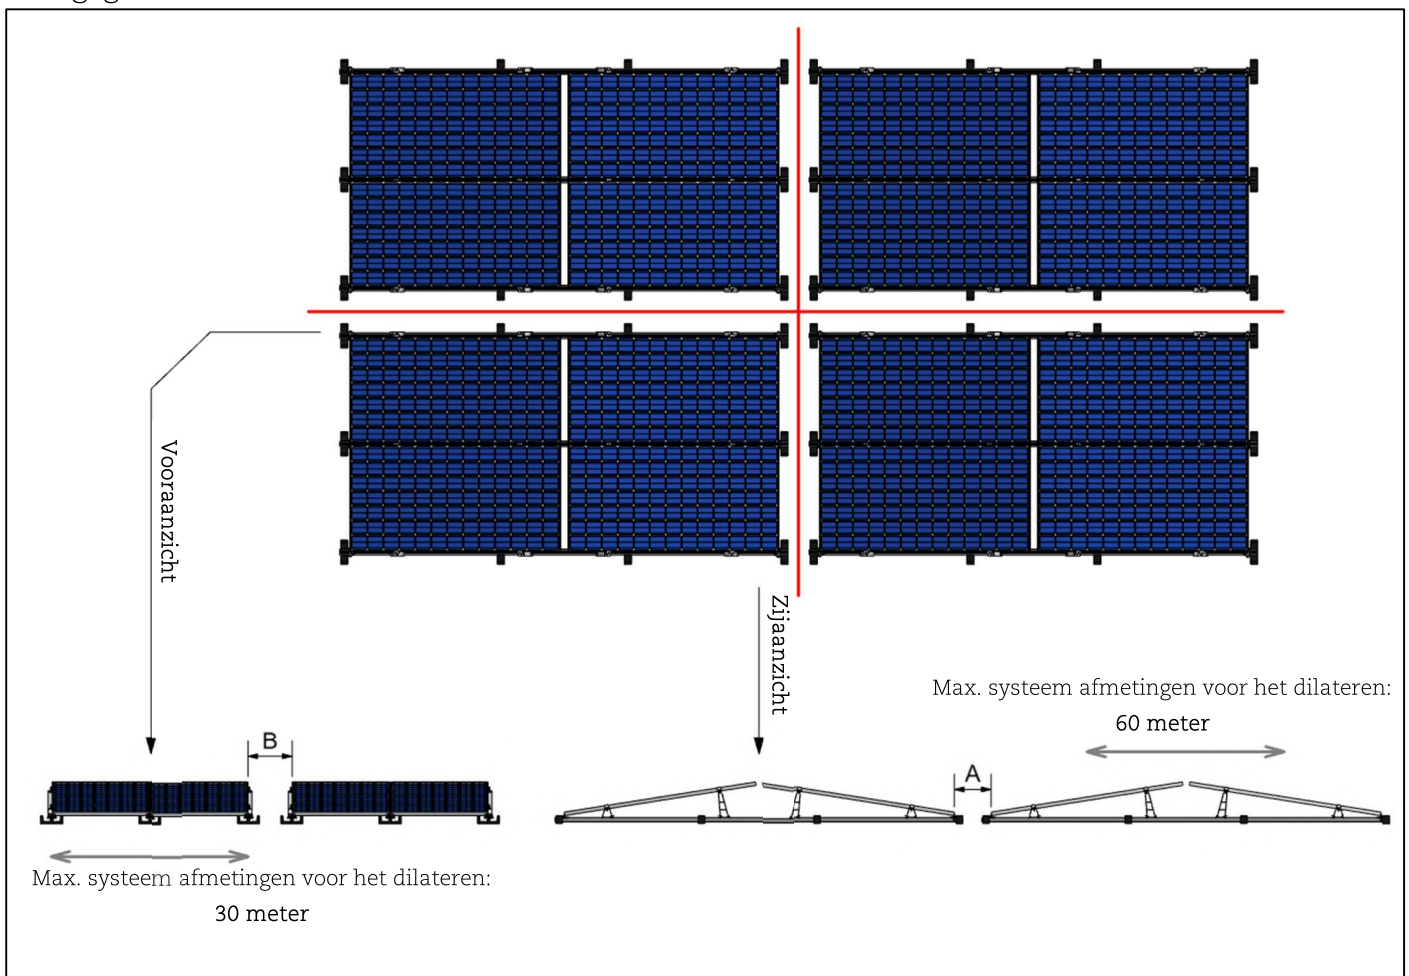 Vooraanzicht
Zijaanzicht
Max. systeem afmetingen voor het dilateren:
60 meter
B
A
Max. systeem afmetingen voor het dilateren:
30 meter